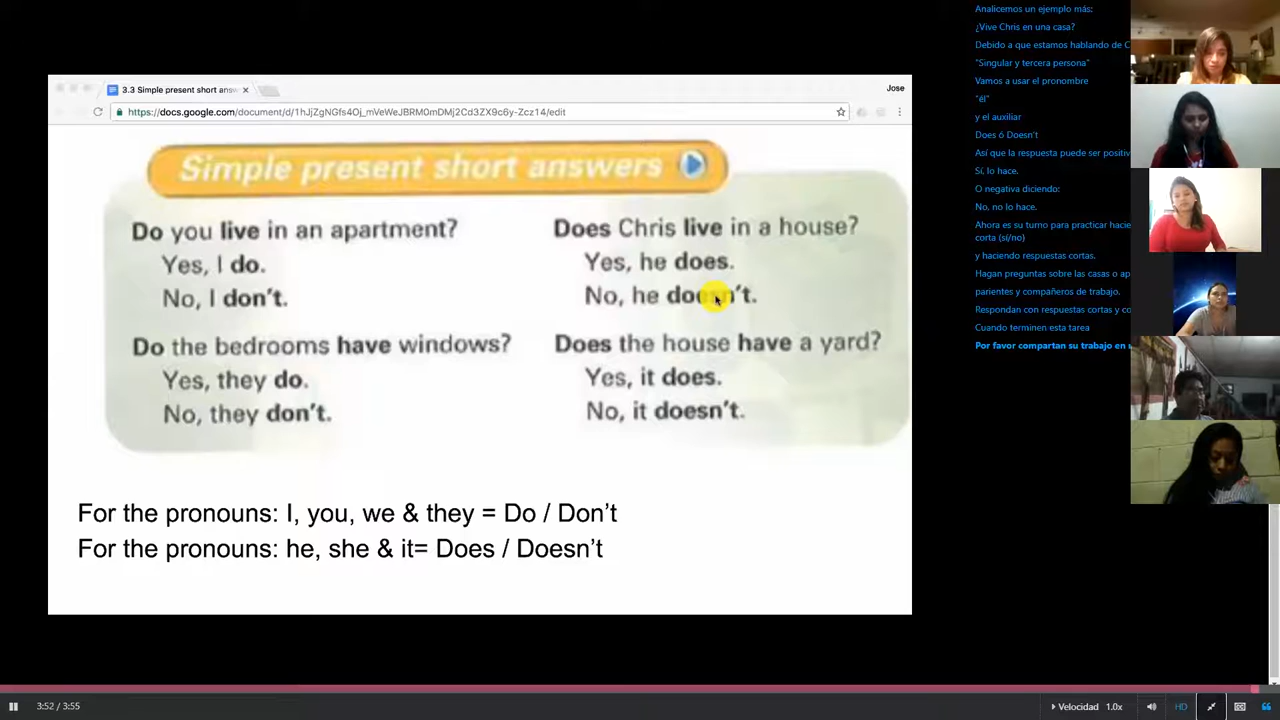 3.3 Simple present short answ
Jose
https://docs.google.com/document/d/1hJjZgNGfs4Oj_mVeWeJBRM0mDMj2Cd3ZX9c6y-Zcz14/edit
Simple present short answers
Do you live in an apartment?
Yes, I do.
No, I don't.
Do the bedrooms have windows?
Yes, they do.
No, they don't.
Does Chris live in a house?
Yes, he does.
No, he doesn't.
Does the house have a yard?
Yes, it does.
No, it doesn't.
For the pronouns: I, you, we & they = Do / Don't
For the pronouns: he, she & it= Does / Doesn't
Analicemos un ejemplo más:
¿Vive Chris en una casa?
Debido a que estamos hablando de C
"Singular y tercera persona"
Vamos a usar el pronombre
"él"
y el auxiliar
Does ó Doesn't
Así que la respuesta puede ser positiv
Sí, lo hace.
O negativa diciendo:
No, no lo hace.
Ahora es su turno para practicar hacie
corta (sí/no)
y haciendo respuestas cortas.
Hagan preguntas sobre las casas o ap
parientes y compañeros de trabajo.
Respondan con respuestas cortas y co
Cuando terminen esta tarea
Por favor compartan su trabajo en u
3:52 / 3:55
Velocidad 1.0x
HD
CC